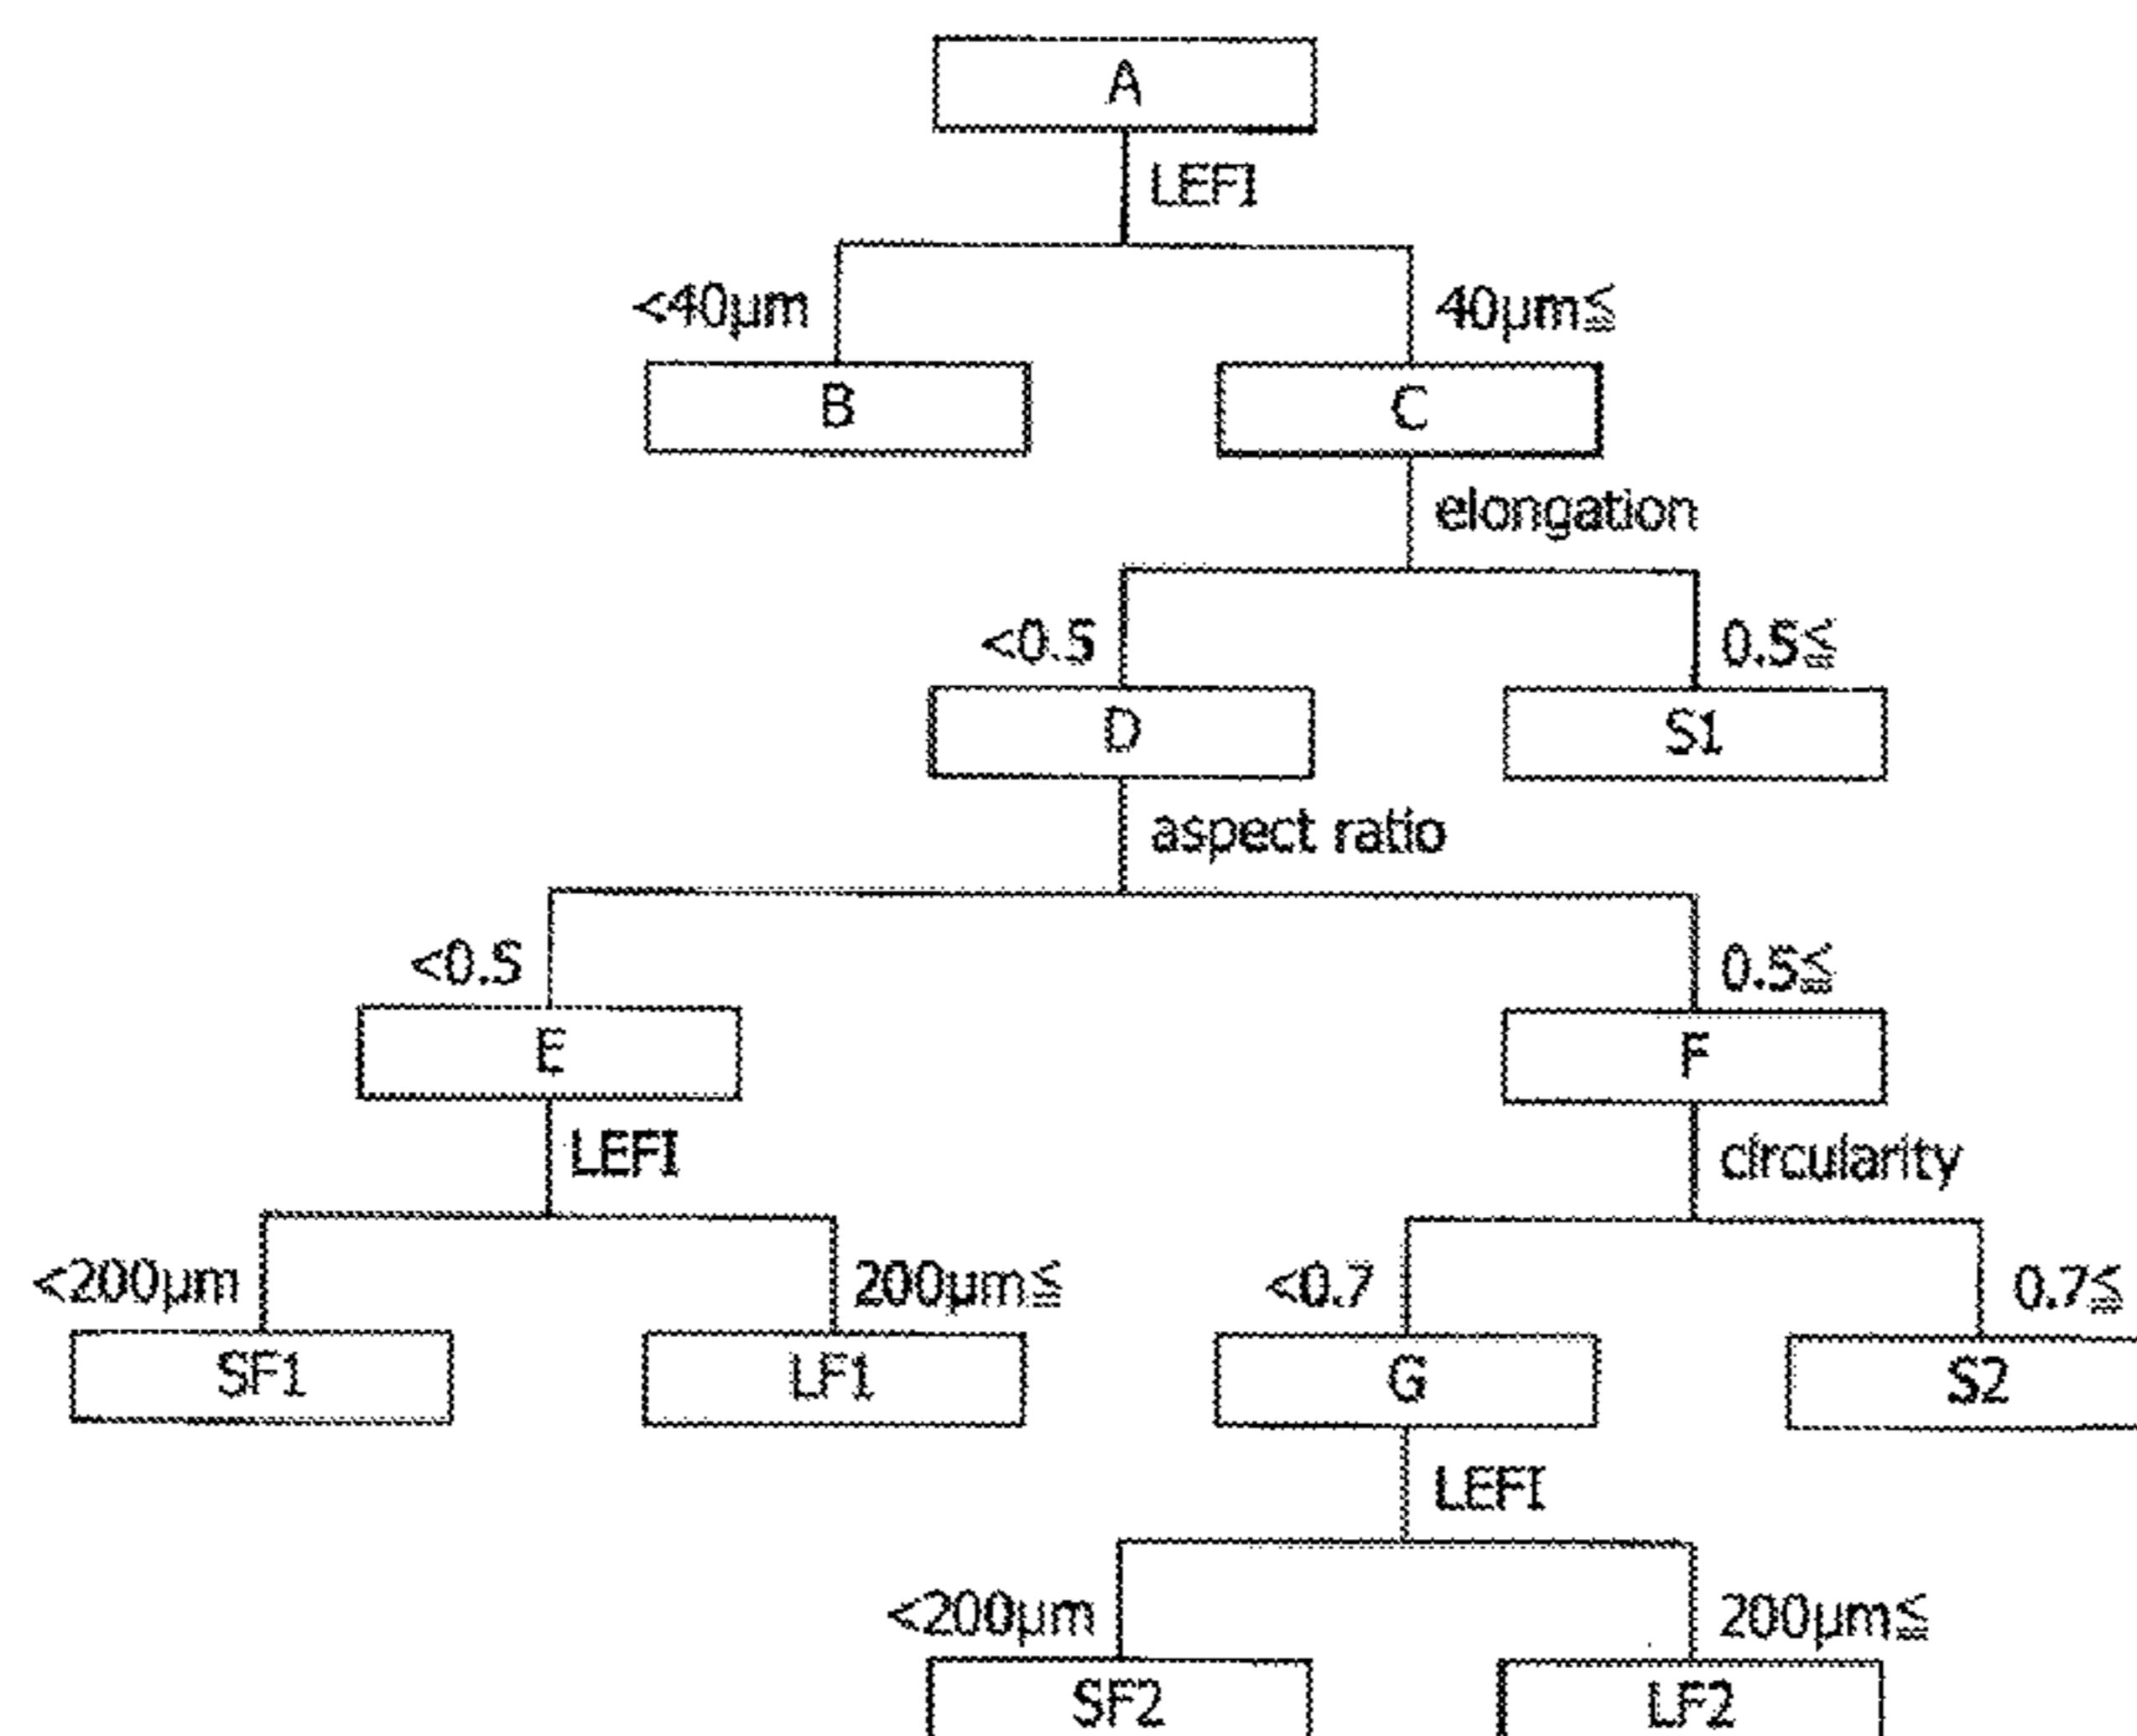 A
LEFI
<40μm 40μm≦
B C
elongation
<0.5 0.5≦
D S1
aspect ratio
<0.5 0.5≦
E F
LEFI circularity
<200μm 200μm≦ <0.7 0.7≦
SF1 LF1 G S2
LEFI
<200μm 200μm≦
SF2 LF2